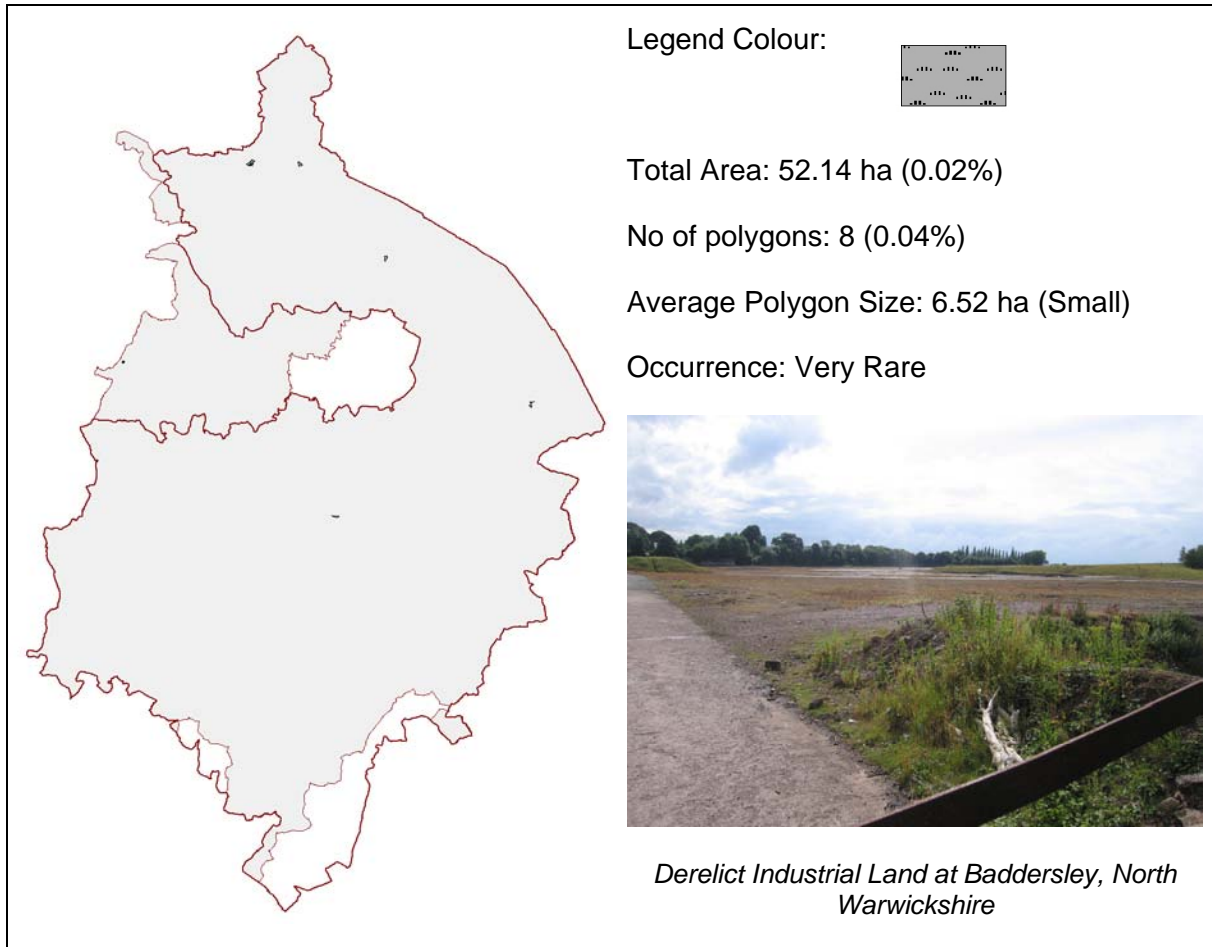 Legend Colour:
Total Area: 52.14 ha (0.02%)
No of polygons: 8 (0.04%)
Average Polygon Size: 6.52 ha (Small)
Occurrence: Very Rare
Derelict Industrial Land at Baddersley, North
Warwickshire